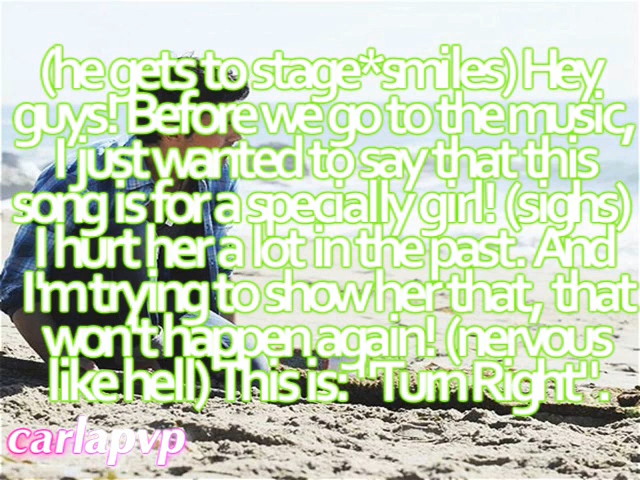 (he gets to stage*smiles) Hey
guys! Before we go to the music,
I just wanted to say that this
song is for a specially girl! (sighs)
I hurt her a lot in the past. And
I'm trying to show her that, that
won't happen again! (nervous
like hell) This is: "Turn Right".
carlapvp